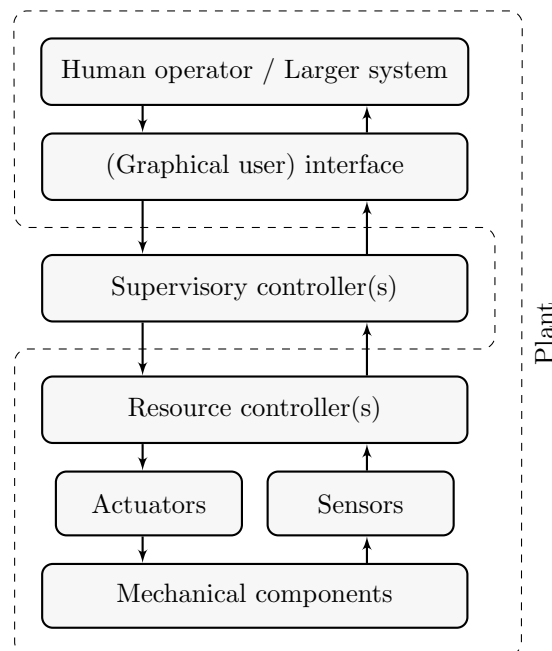 Human operator / Larger system
(Graphical user) interface
Supervisory controller(s)
Plant
Resource controller(s)
Actuators
Sensors
Mechanical components